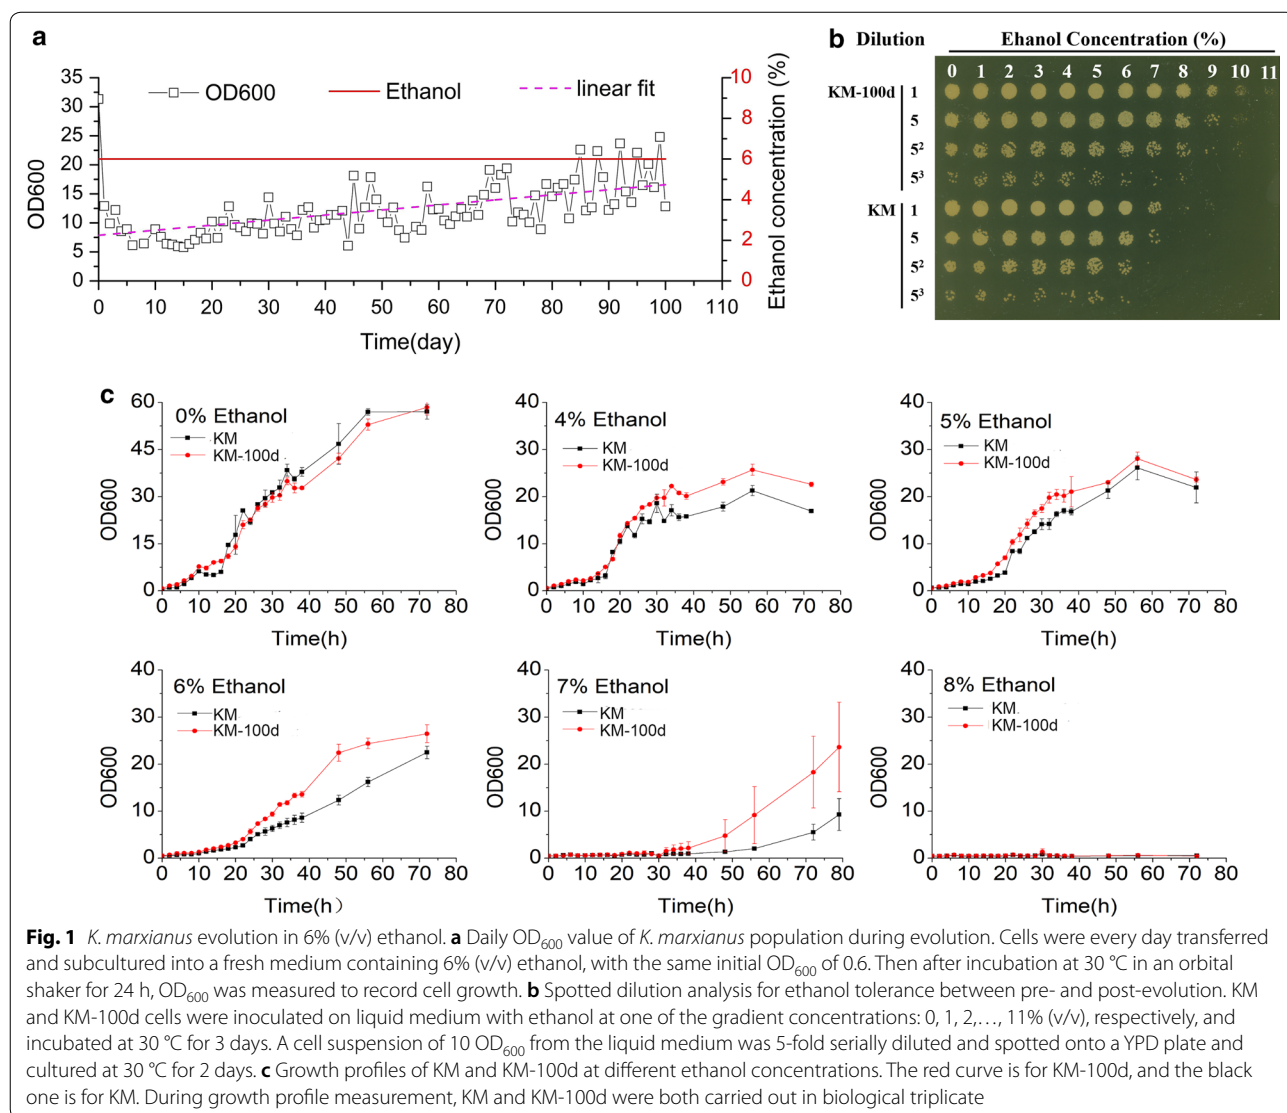 a
35
30
25
20
15
10
5
0
OD600
OD600
Ethanol
linear fit
10
8
6
4
2
0
Ethanol concentration (%)
0 10 20 30 40 50 60 70 80 90 100 110
Time(day)
b Dilution Ehanol Concentration (%)
0 1 2 3 4 5 6 7 8 9 10 11
KM-100d 1
5
5²
5³
KM 1
5
5²
5³
c
60
45
30
15
0
OD600
0% Ethanol
KM
KM-100d
0 10 20 30 40 50 60 70 80
Time(h)
40
30
20
10
0
OD600
4% Ethanol
KM
KM-100d
0 10 20 30 40 50 60 70 80
Time(h)
40
30
20
10
0
OD600
5% Ethanol
KM
KM-100d
0 10 20 30 40 50 60 70 80
Time(h)
40
30
20
10
0
OD600
6% Ethanol
KM
KM-100d
0 10 20 30 40 50 60 70 80
Time(h）
40
30
20
10
0
OD600
7% Ethanol
KM
KM-100d
0 10 20 30 40 50 60 70 80
Time(h)
40
30
20
10
0
OD600
8% Ethanol
KM
KM-100d
0 10 20 30 40 50 60 70 80
Time(h)
Fig. 1 K. marxianus evolution in 6% (v/v) ethanol. a Daily OD₆₀₀ value of K. marxianus population during evolution. Cells were every day transferred
and subcultured into a fresh medium containing 6% (v/v) ethanol, with the same initial OD₆₀₀ of 0.6. Then after incubation at 30 °C in an orbital
shaker for 24 h, OD₆₀₀ was measured to record cell growth. b Spotted dilution analysis for ethanol tolerance between pre- and post-evolution. KM
and KM-100d cells were inoculated on liquid medium with ethanol at one of the gradient concentrations: 0, 1, 2,…, 11% (v/v), respectively, and
incubated at 30 °C for 3 days. A cell suspension of 10 OD₆₀₀ from the liquid medium was 5-fold serially diluted and spotted onto a YPD plate and
cultured at 30 °C for 2 days. c Growth profiles of KM and KM-100d at different ethanol concentrations. The red curve is for KM-100d, and the black
one is for KM. During growth profile measurement, KM and KM-100d were both carried out in biological triplicate